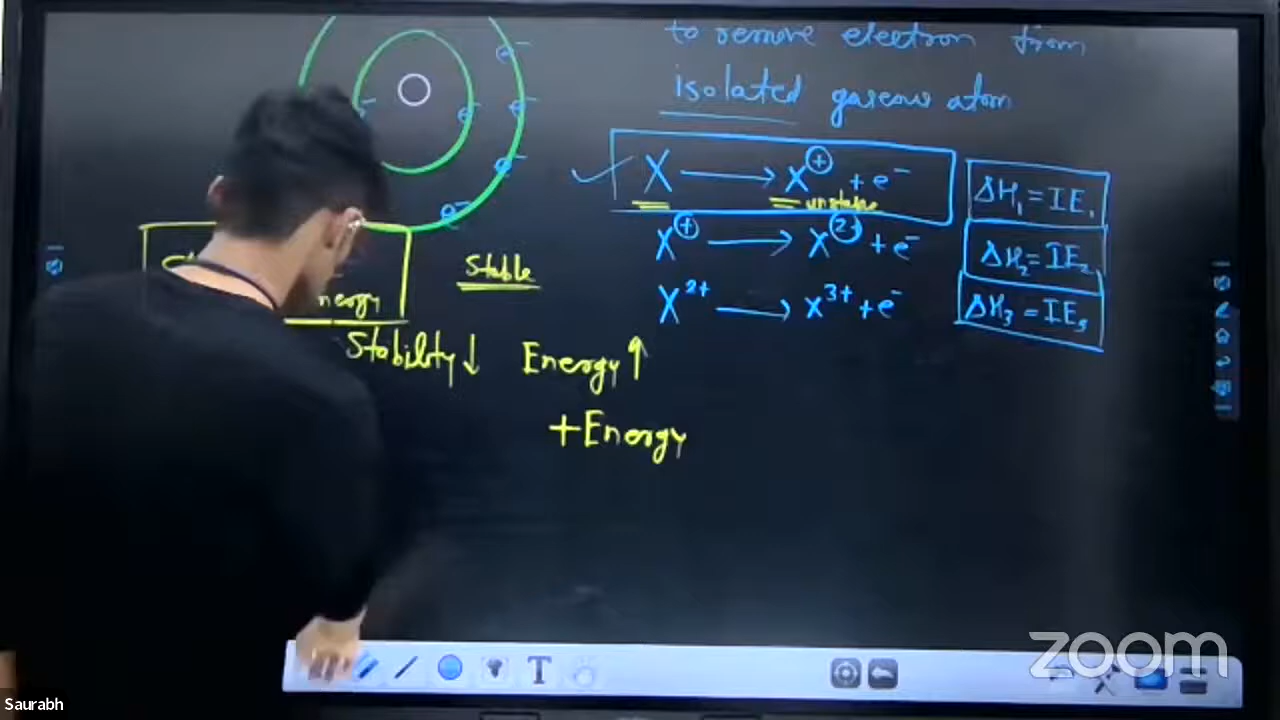 to remove electron from
isolated gaseous atom
X → X⁺ + e⁻
unstable
ΔH₁ = IE₁
X⁺ → X²⁺ + e⁻
ΔH₂ = IE₂
X²⁺ → X³⁺ + e⁻
ΔH₃ = IE₃
e⁻
e⁻
e⁻
e⁻
Stable
Stability↓ Energy↑
+Energy
T
zoom
Saurabh